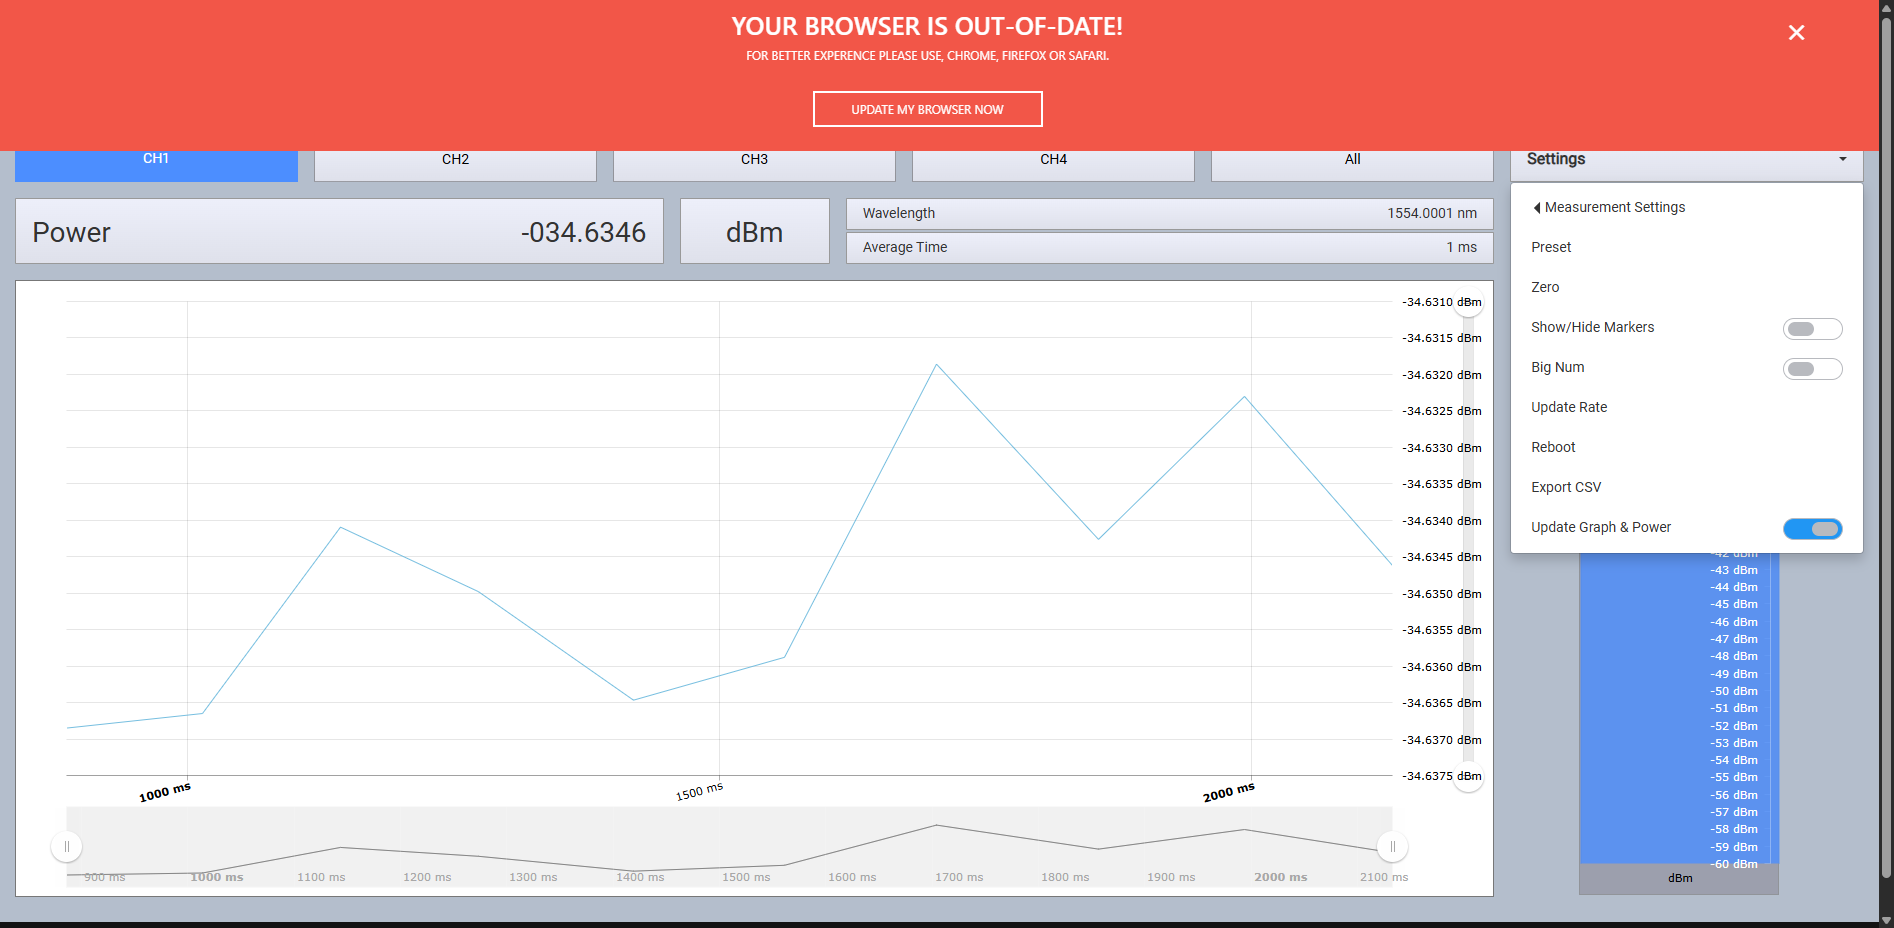 YOUR BROWSER IS OUT-OF-DATE!
FOR BETTER EXPERENCE PLEASE USE, CHROME, FIREFOX OR SAFARI.
UPDATE MY BROWSER NOW
CH1
CH2
CH3
CH4
All
Settings
Power
-034.6346
dBm
Wavelength
1554.0001 nm
Average Time
1 ms
Measurement Settings
Preset
Zero
Show/Hide Markers
Big Num
Update Rate
Reboot
Export CSV
Update Graph & Power
-34.6310 dBm
-34.6315 dBm
-34.6320 dBm
-34.6325 dBm
-34.6330 dBm
-34.6335 dBm
-34.6340 dBm
-34.6345 dBm
-34.6350 dBm
-34.6355 dBm
-34.6360 dBm
-34.6365 dBm
-34.6370 dBm
-34.6375 dBm
1000 ms
1500 ms
2000 ms
900 ms
1000 ms
1100 ms
1200 ms
1300 ms
1400 ms
1500 ms
1600 ms
1700 ms
1800 ms
1900 ms
2000 ms
2100 ms
-42 dBm
-43 dBm
-44 dBm
-45 dBm
-46 dBm
-47 dBm
-48 dBm
-49 dBm
-50 dBm
-51 dBm
-52 dBm
-53 dBm
-54 dBm
-55 dBm
-56 dBm
-57 dBm
-58 dBm
-59 dBm
-60 dBm
dBm